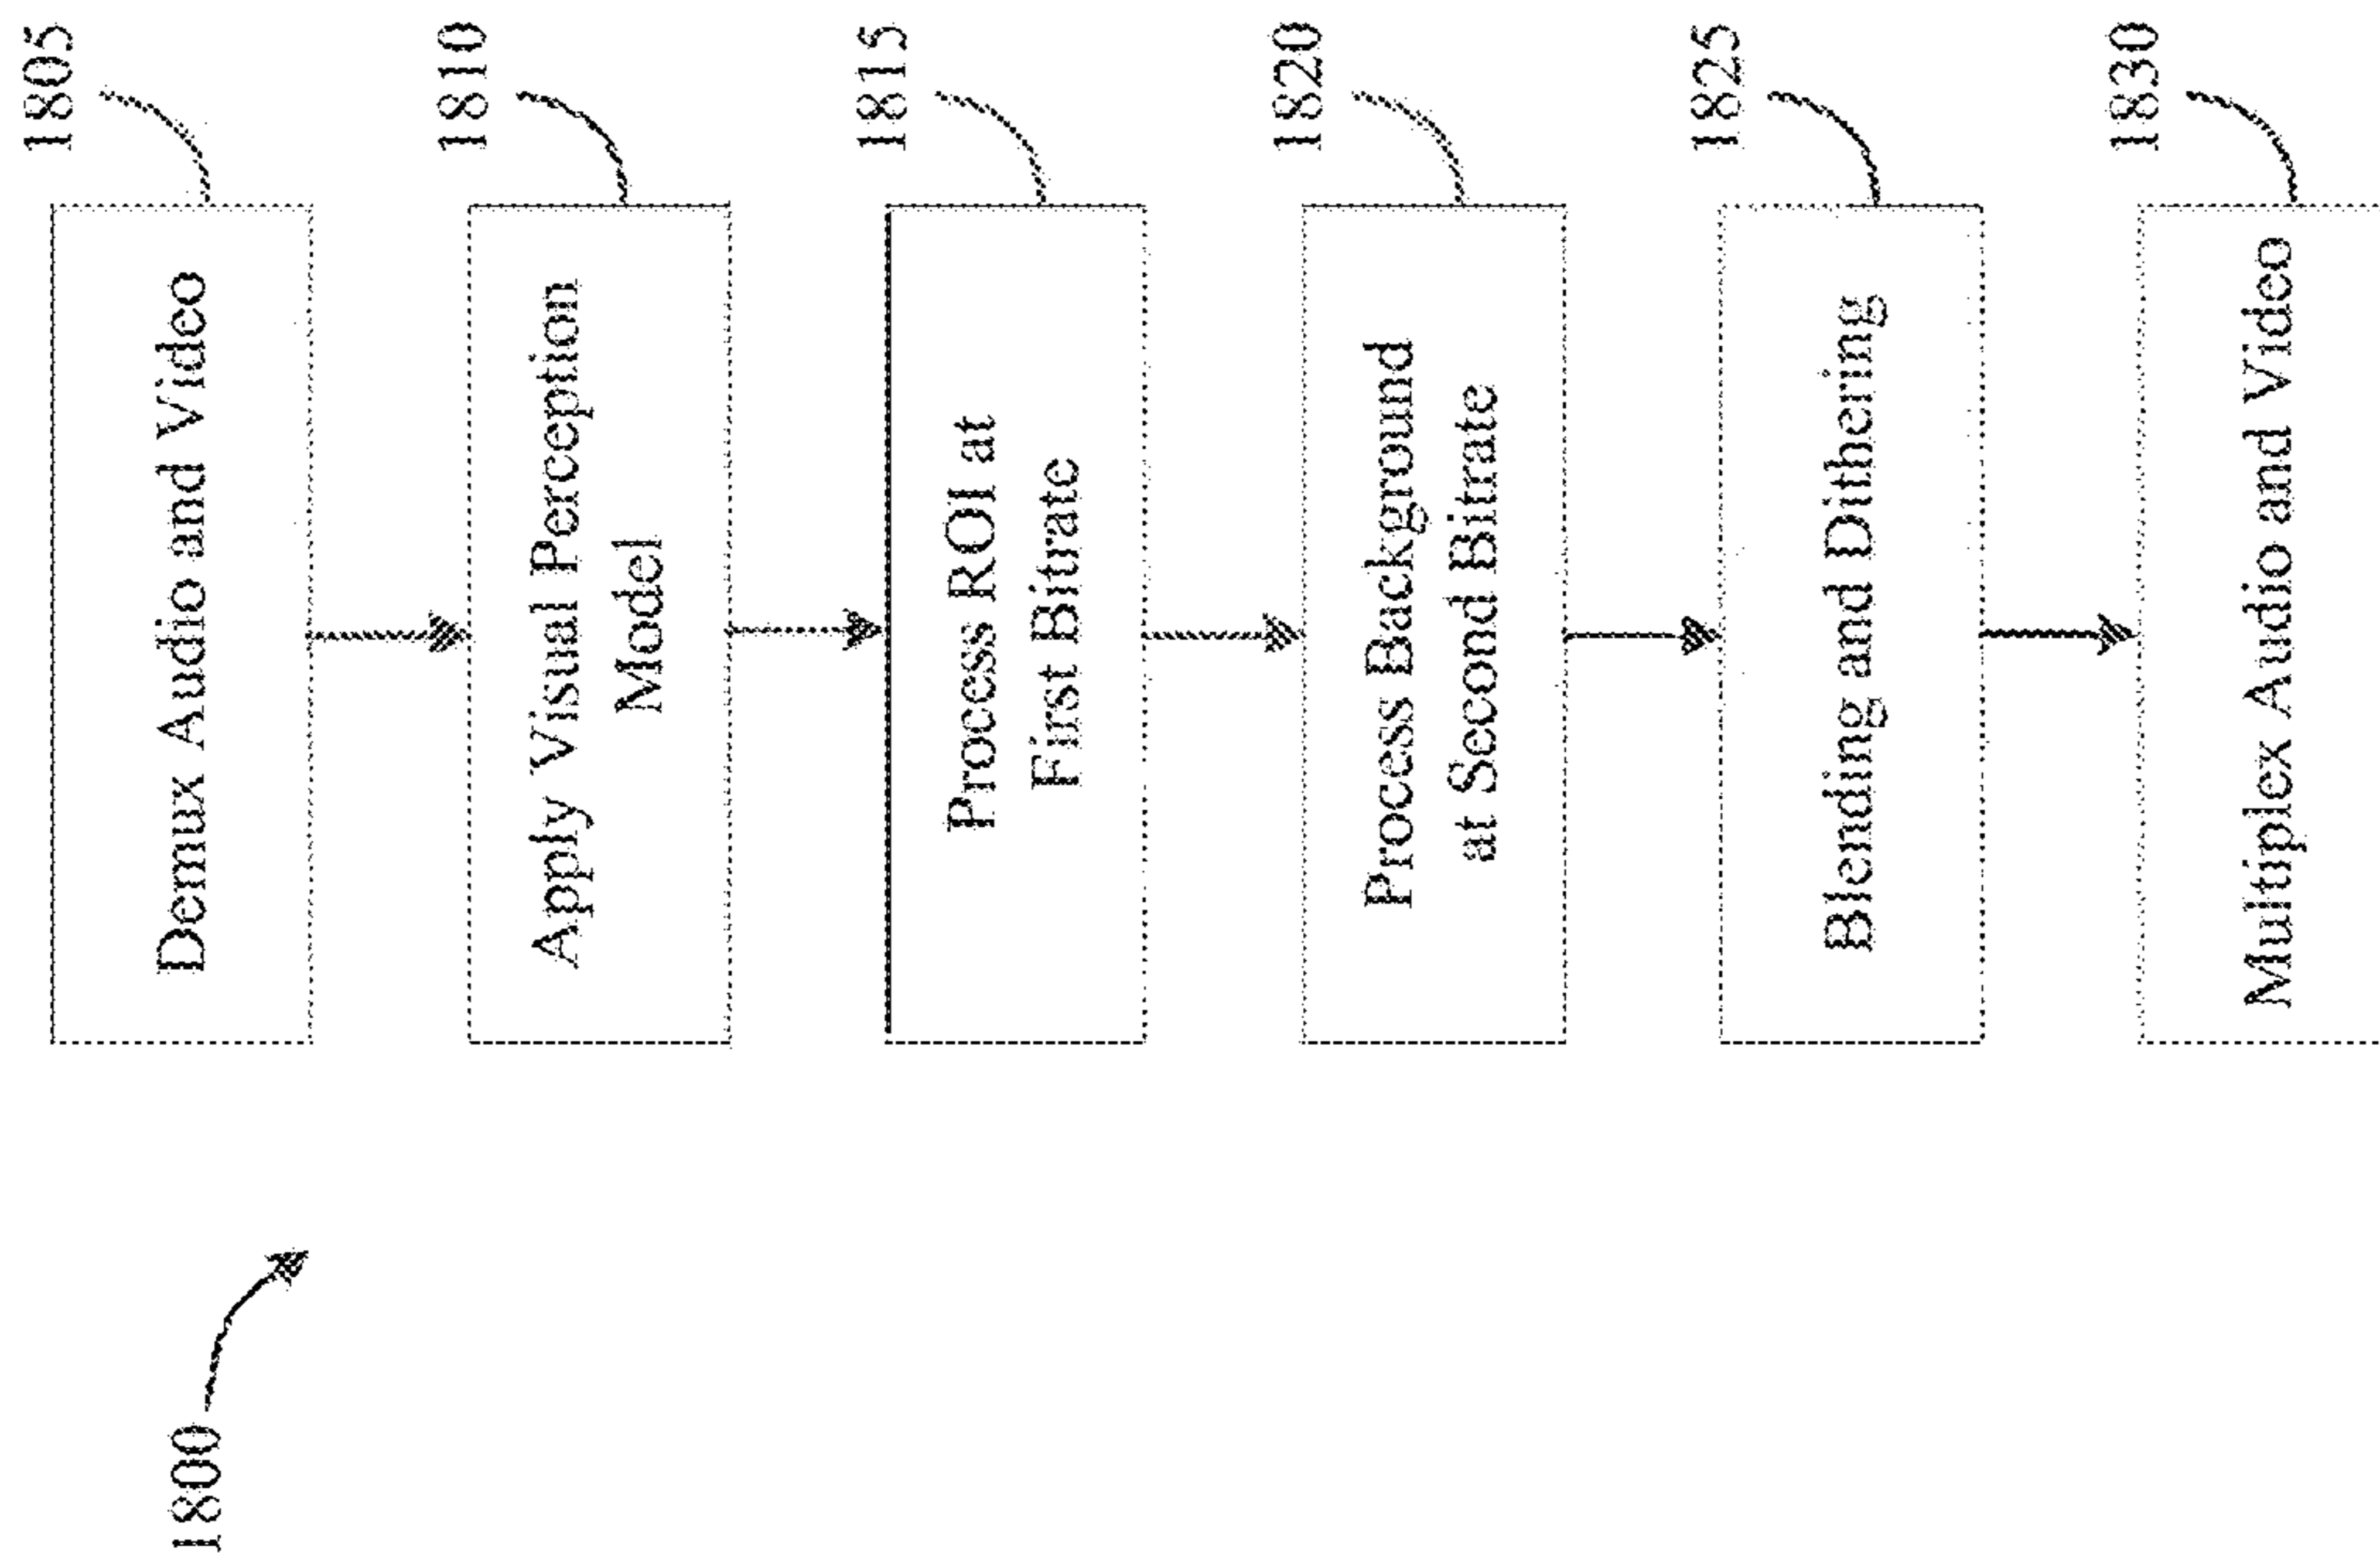 1800
Demux Audio and Video
1805
Apply Visual Perception
Model
1810
Process ROI at
First Bitrate
1815
Process Background
at Second Bitrate
1820
Blending and Dithering
1825
Multiplex Audio and Video
1830